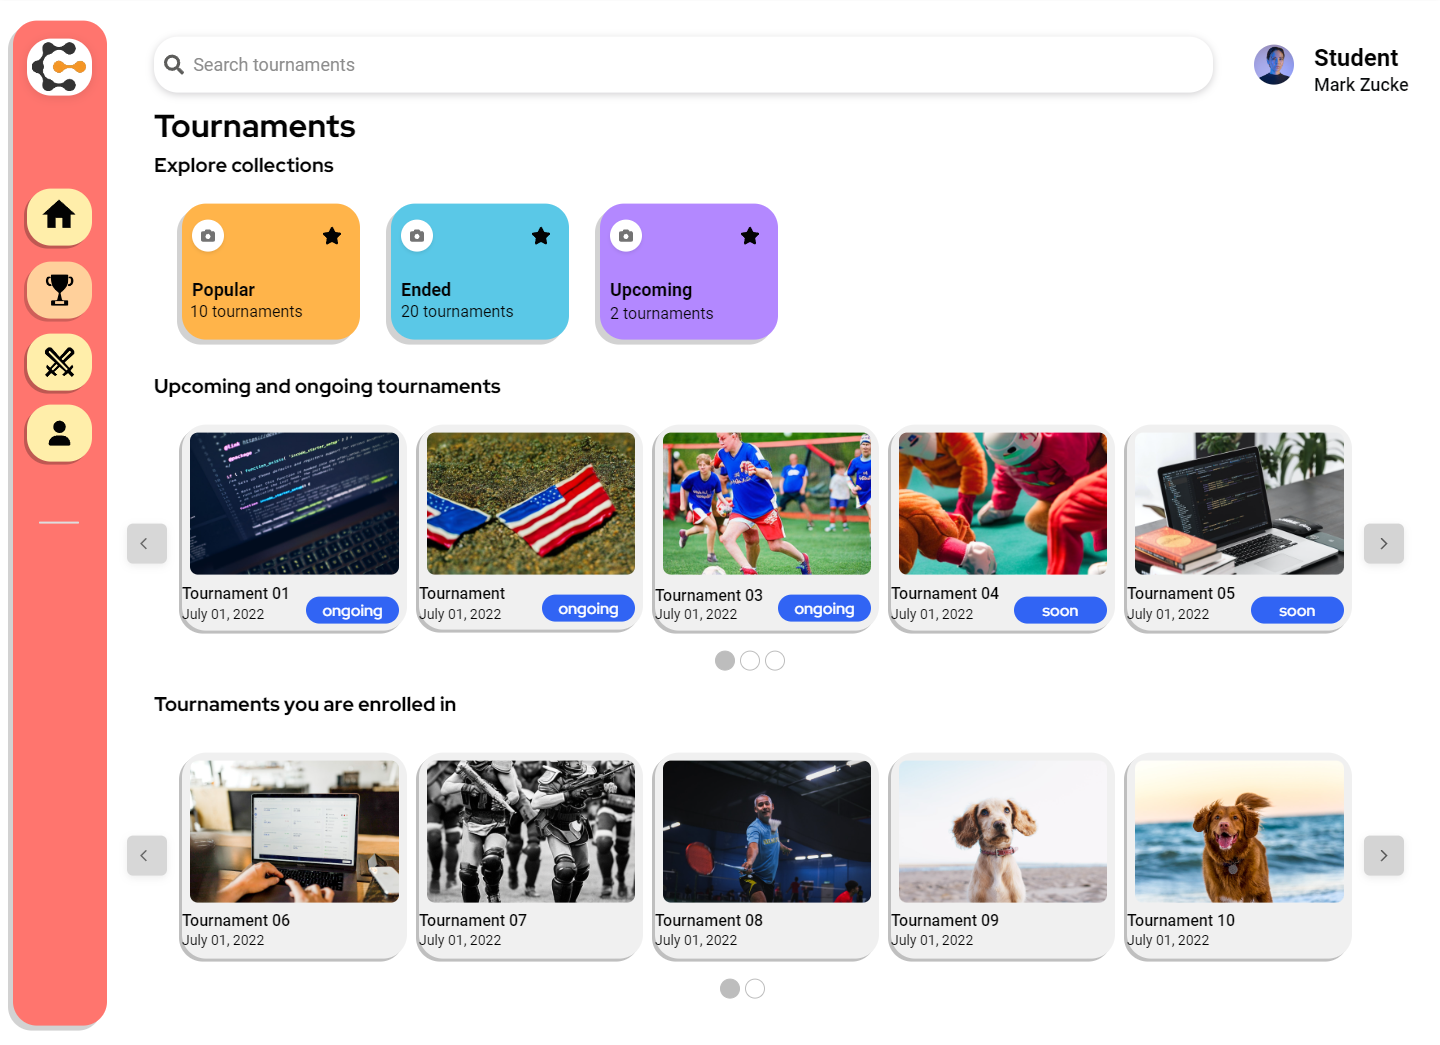 Search tournaments
Student
Mark Zucke
Tournaments
Explore collections
Popular
10 tournaments
Ended
20 tournaments
Upcoming
2 tournaments
Upcoming and ongoing tournaments
Tournament 01
July 01, 2022
ongoing
Tournament
July 01, 2022
ongoing
Tournament 03
July 01, 2022
ongoing
Tournament 04
July 01, 2022
soon
Tournament 05
July 01, 2022
soon
Tournaments you are enrolled in
Tournament 06
July 01, 2022
Tournament 07
July 01, 2022
Tournament 08
July 01, 2022
Tournament 09
July 01, 2022
Tournament 10
July 01, 2022